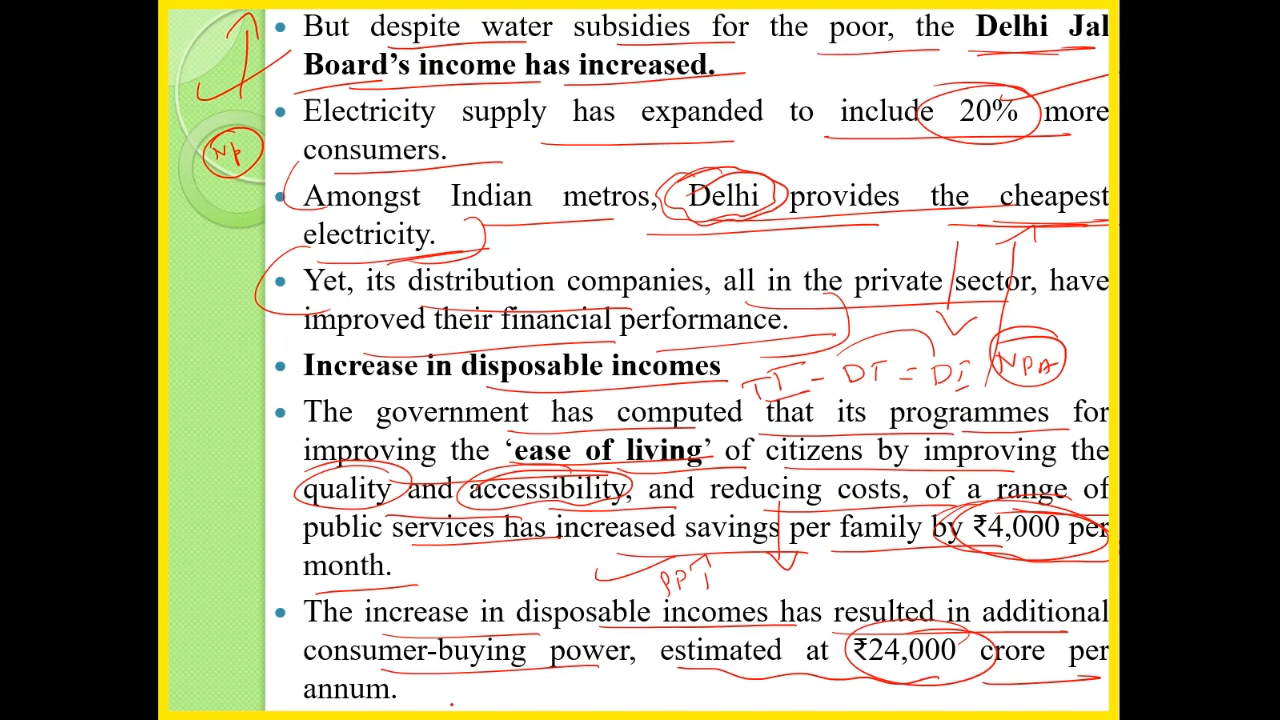 But despite water subsidies for the poor, the Delhi Jal
Board's income has increased.
Electricity supply has expanded to include 20% more
consumers.
NP
Amongst Indian metros, Delhi provides the cheapest
electricity.
Yet, its distribution companies, all in the private sector, have
improved their financial performance.
Increase in disposable incomes
TI - DT = DI
NPA
The government has computed that its programmes for
improving the ‘ease of living’ of citizens by improving the
quality and accessibility, and reducing costs, of a range of
public services has increased savings per family by ₹4,000 per
month.
The increase in disposable incomes has resulted in additional
consumer-buying power, estimated at ₹24,000 crore per
annum.